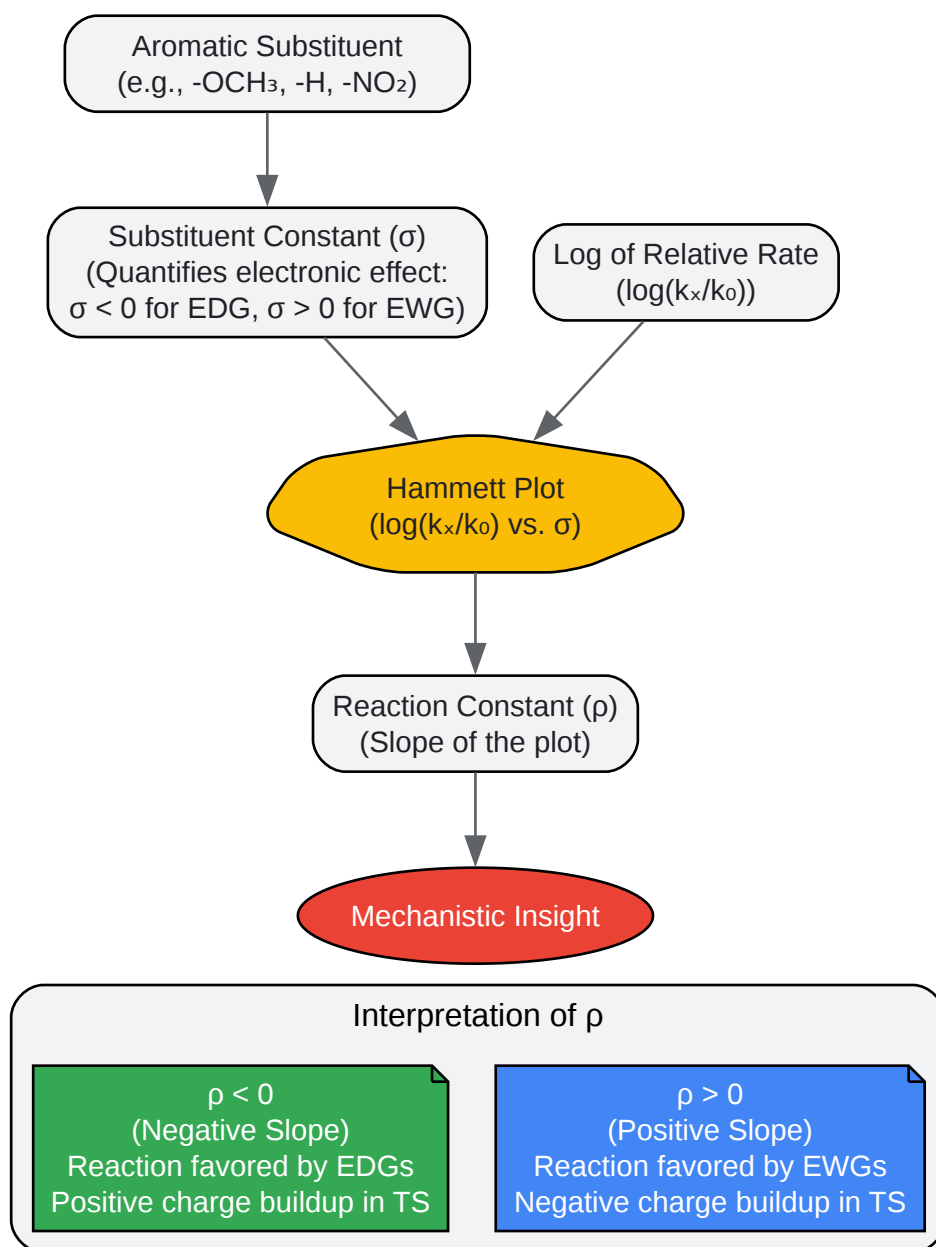 Aromatic Substituent
(e.g., -OCH₃, -H, -NO₂)
Substituent Constant (σ)
(Quantifies electronic effect:
σ < 0 for EDG, σ > 0 for EWG)
Log of Relative Rate
(log(kₓ/k₀))
Hammett Plot
(log(kₓ/k₀) vs. σ)
Reaction Constant (ρ)
(Slope of the plot)
Mechanistic Insight
Interpretation of ρ
ρ < 0
(Negative Slope)
Reaction favored by EDGs
Positive charge buildup in TS
ρ > 0
(Positive Slope)
Reaction favored by EWGs
Negative charge buildup in TS